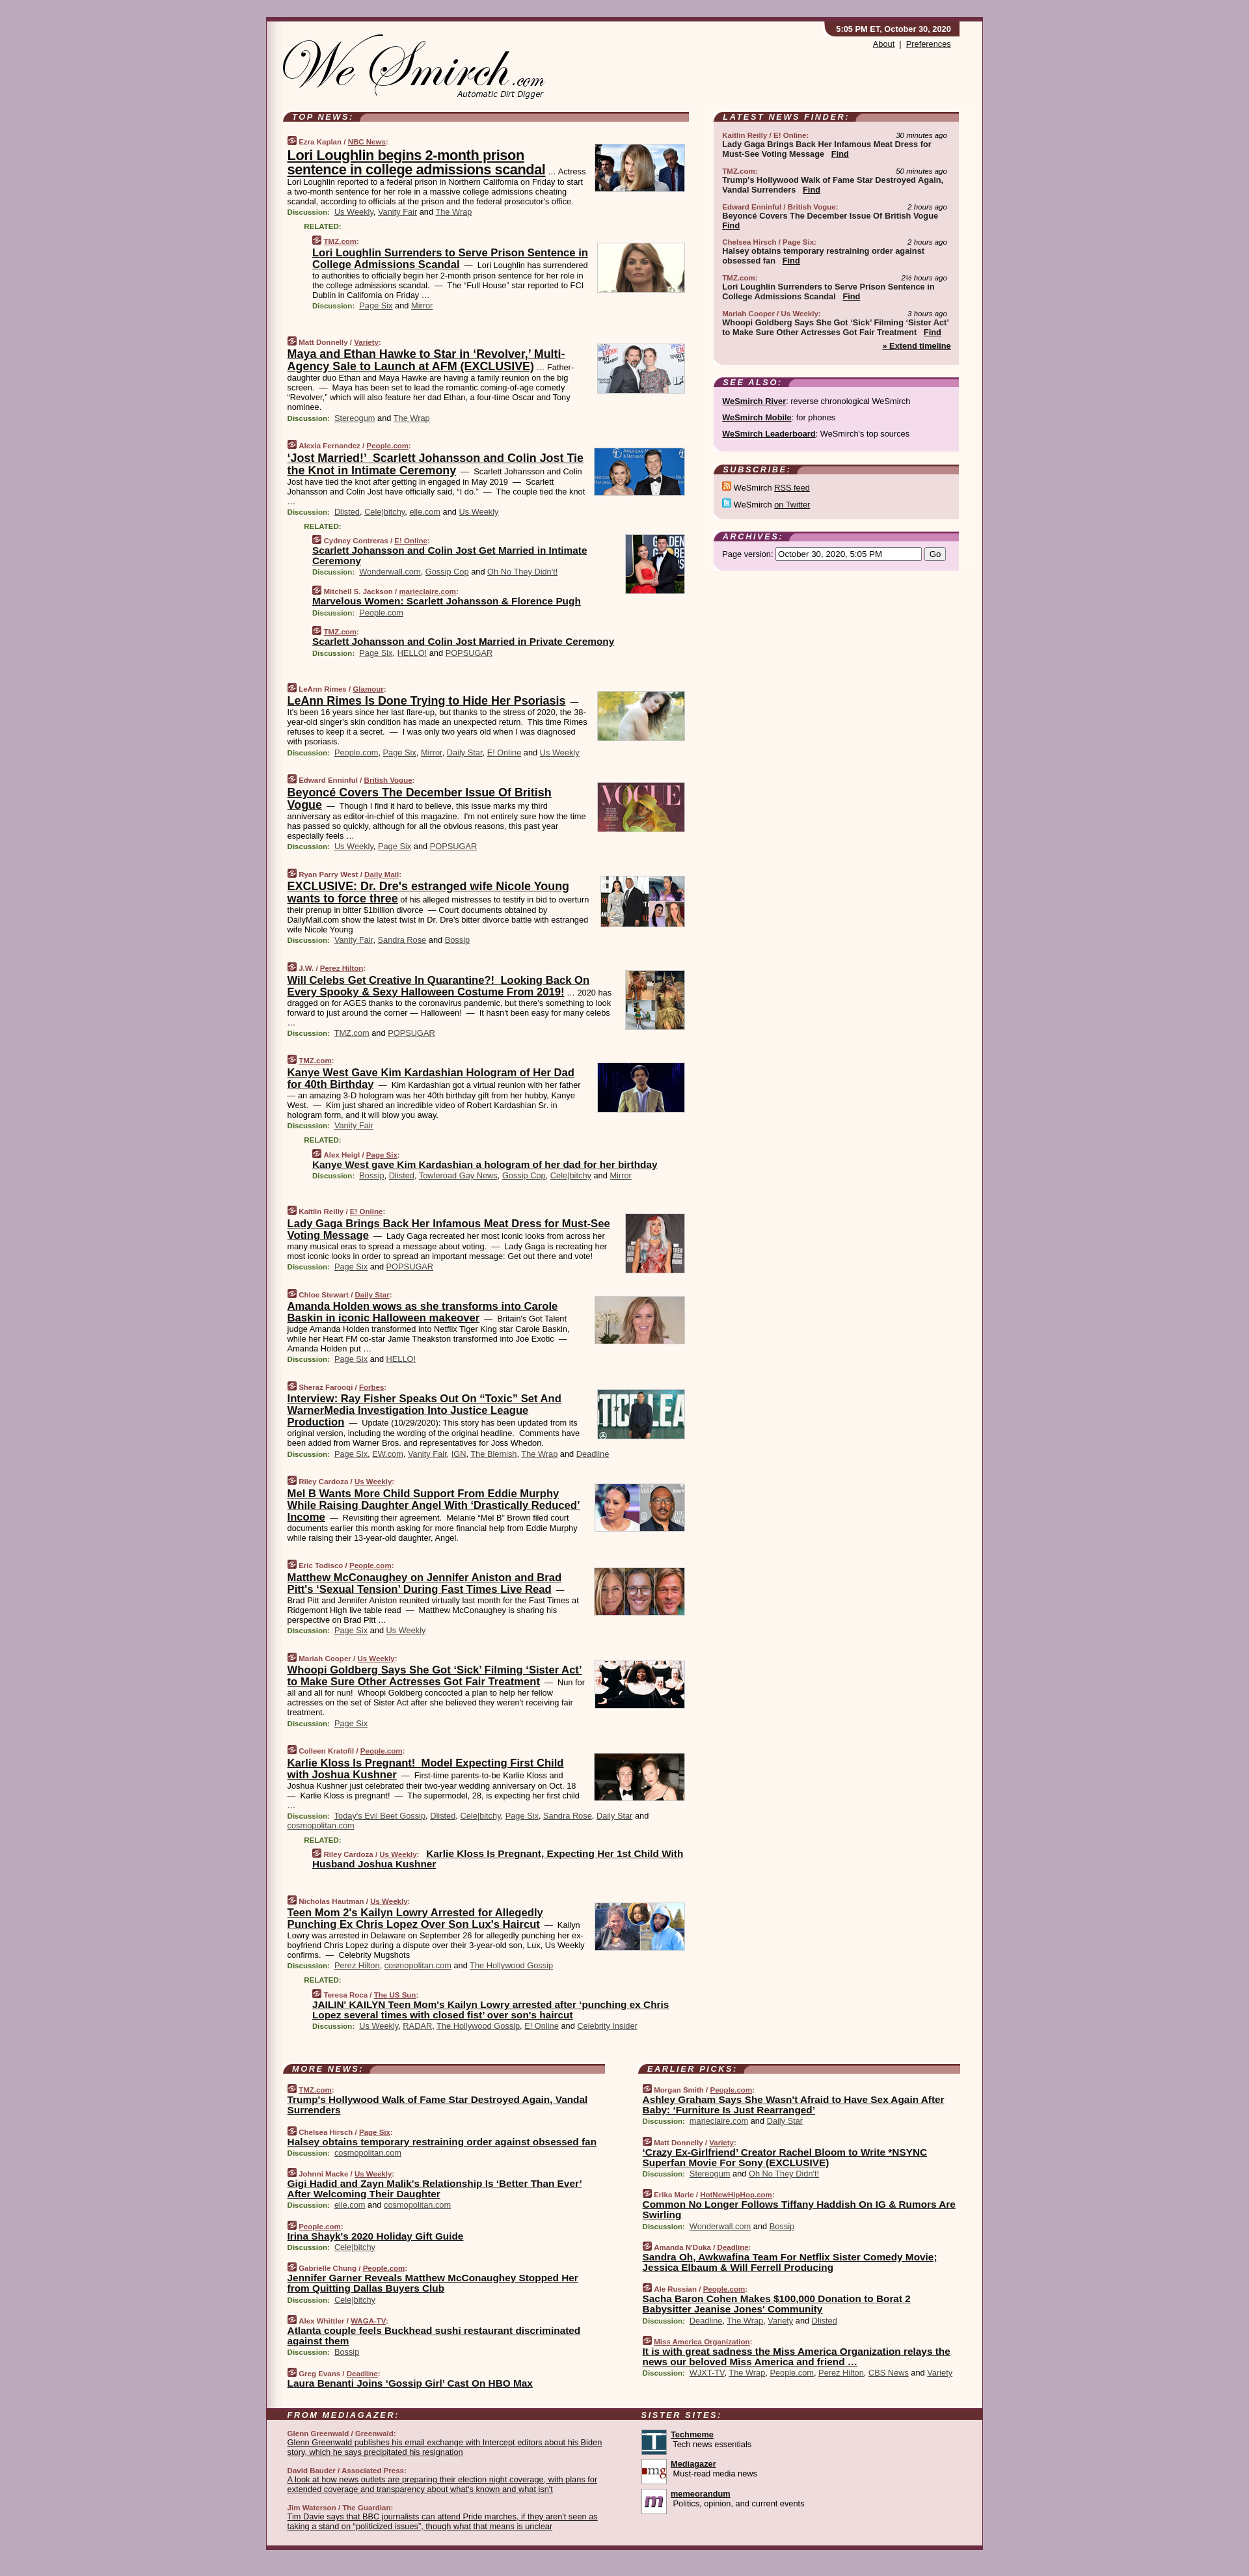 5:05 PM ET, October 30, 2020
About | Preferences
We Smirch.com
Automatic Dirt Digger
TOP NEWS:
Ezra Kaplan / NBC News:
Lori Loughlin begins 2-month prison
sentence in college admissions scandal … Actress
Lori Loughlin reported to a federal prison in Northern California on Friday to start
a two-month sentence for her role in a massive college admissions cheating
scandal, according to officials at the prison and the federal prosecutor's office.
Discussion: Us Weekly, Vanity Fair and The Wrap
RELATED:
TMZ.com:
Lori Loughlin Surrenders to Serve Prison Sentence in
College Admissions Scandal — Lori Loughlin has surrendered
to authorities to officially begin her 2-month prison sentence for her role in
the college admissions scandal. — The “Full House” star reported to FCI
Dublin in California on Friday …
Discussion: Page Six and Mirror
Matt Donnelly / Variety:
Maya and Ethan Hawke to Star in ‘Revolver,’ Multi-
Agency Sale to Launch at AFM (EXCLUSIVE) … Father-
daughter duo Ethan and Maya Hawke are having a family reunion on the big
screen. — Maya has been set to lead the romantic coming-of-age comedy
“Revolver,” which will also feature her dad Ethan, a four-time Oscar and Tony
nominee.
Discussion: Stereogum and The Wrap
Alexia Fernandez / People.com:
‘Just Married!’ Scarlett Johansson and Colin Jost Tie
the Knot in Intimate Ceremony — Scarlett Johansson and Colin
Jost have tied the knot after getting in engaged in May 2019 — Scarlett
Johansson and Colin Jost have officially said, “I do.” — The couple tied the knot
…
Discussion: Dlisted, Cele|bitchy, elle.com and Us Weekly
RELATED:
Cydney Contreras / E! Online:
Scarlett Johansson and Colin Jost Get Married in Intimate
Ceremony
Discussion: Wonderwall.com, Gossip Cop and Oh No They Didn't!
Mitchell S. Jackson / marieclaire.com:
Marvelous Women: Scarlett Johansson & Florence Pugh
Discussion: People.com
TMZ.com:
Scarlett Johansson and Colin Jost Married in Private Ceremony
Discussion: Page Six, HELLO! and POPSUGAR
LeAnn Rimes / Glamour:
LeAnn Rimes Is Done Trying to Hide Her Psoriasis —
It's been 16 years since her last flare-up, but thanks to the stress of 2020, the 38-
year-old singer's skin condition has made an unexpected return. This time Rimes
refuses to keep it a secret. — I was only two years old when I was diagnosed
with psoriasis.
Discussion: People.com, Page Six, Mirror, Daily Star, E! Online and Us Weekly
Edward Enninful / British Vogue:
Beyoncé Covers The December Issue Of British
Vogue — Though I find it hard to believe, this issue marks my third
anniversary as editor-in-chief of this magazine. I'm not entirely sure how the time
has passed so quickly, although for all the obvious reasons, this past year
especially feels …
Discussion: Us Weekly, Page Six and POPSUGAR
VOGUE
Ryan Parry West / Daily Mail:
EXCLUSIVE: Dr. Dre's estranged wife Nicole Young
wants to force three of his alleged mistresses to testify in bid to overturn
their prenup in bitter $1billion divorce — Court documents obtained by
DailyMail.com show the latest twist in Dr. Dre's bitter divorce battle with estranged
wife Nicole Young
Discussion: Vanity Fair, Sandra Rose and Bossip
J.W. / Perez Hilton:
Will Celebs Get Creative In Quarantine?! Looking Back On
Every Spooky & Sexy Halloween Costume From 2019! … 2020 has
dragged on for AGES thanks to the coronavirus pandemic, but there's something to look
forward to just around the corner — Halloween! — It hasn't been easy for many celebs
…
Discussion: TMZ.com and POPSUGAR
TMZ.com:
Kanye West Gave Kim Kardashian Hologram of Her Dad
for 40th Birthday — Kim Kardashian got a virtual reunion with her father
— an amazing 3-D hologram was her 40th birthday gift from her hubby, Kanye
West. — Kim just shared an incredible video of Robert Kardashian Sr. in
hologram form, and it will blow you away.
Discussion: Vanity Fair
RELATED:
Alex Heigl / Page Six:
Kanye West gave Kim Kardashian a hologram of her dad for her birthday
Discussion: Bossip, Dlisted, Towleroad Gay News, Gossip Cop, Cele|bitchy and Mirror
Kaitlin Reilly / E! Online:
Lady Gaga Brings Back Her Infamous Meat Dress for Must-See
Voting Message — Lady Gaga recreated her most iconic looks from across her
many musical eras to spread a message about voting. — Lady Gaga is recreating her
most iconic looks in order to spread an important message: Get out there and vote!
Discussion: Page Six and POPSUGAR
Chloe Stewart / Daily Star:
Amanda Holden wows as she transforms into Carole
Baskin in iconic Halloween makeover — Britain's Got Talent
judge Amanda Holden transformed into Netflix Tiger King star Carole Baskin,
while her Heart FM co-star Jamie Theakston transformed into Joe Exotic —
Amanda Holden put …
Discussion: Page Six and HELLO!
Sheraz Farooqi / Forbes:
Interview: Ray Fisher Speaks Out On “Toxic” Set And
WarnerMedia Investigation Into Justice League
Production — Update (10/29/2020): This story has been updated from its
original version, including the wording of the original headline. Comments have
been added from Warner Bros. and representatives for Joss Whedon.
Discussion: Page Six, EW.com, Vanity Fair, IGN, The Blemish, The Wrap and Deadline
TICE LEA
Riley Cardoza / Us Weekly:
Mel B Wants More Child Support From Eddie Murphy
While Raising Daughter Angel With ‘Drastically Reduced’
Income — Revisiting their agreement. Melanie “Mel B” Brown filed court
documents earlier this month asking for more financial help from Eddie Murphy
while raising their 13-year-old daughter, Angel.
Eric Todisco / People.com:
Matthew McConaughey on Jennifer Aniston and Brad
Pitt's ‘Sexual Tension’ During Fast Times Live Read —
Brad Pitt and Jennifer Aniston reunited virtually last month for the Fast Times at
Ridgemont High live table read — Matthew McConaughey is sharing his
perspective on Brad Pitt …
Discussion: Page Six and Us Weekly
Mariah Cooper / Us Weekly:
Whoopi Goldberg Says She Got ‘Sick’ Filming ‘Sister Act’
to Make Sure Other Actresses Got Fair Treatment — Nun for
all and all for nun! Whoopi Goldberg concocted a plan to help her fellow
actresses on the set of Sister Act after she believed they weren't receiving fair
treatment.
Discussion: Page Six
Colleen Kratofil / People.com:
Karlie Kloss Is Pregnant! Model Expecting First Child
with Joshua Kushner — First-time parents-to-be Karlie Kloss and
Joshua Kushner just celebrated their two-year wedding anniversary on Oct. 18
— Karlie Kloss is pregnant! — The supermodel, 28, is expecting her first child
…
Discussion: Today's Evil Beet Gossip, Dlisted, Cele|bitchy, Page Six, Sandra Rose, Daily Star and
cosmopolitan.com
RELATED:
Riley Cardoza / Us Weekly: Karlie Kloss Is Pregnant, Expecting Her 1st Child With
Husband Joshua Kushner
Nicholas Hautman / Us Weekly:
Teen Mom 2's Kailyn Lowry Arrested for Allegedly
Punching Ex Chris Lopez Over Son Lux's Haircut — Kailyn
Lowry was arrested in Delaware on September 26 for allegedly punching her ex-
boyfriend Chris Lopez during a dispute over their 3-year-old son, Lux, Us Weekly
confirms. — Celebrity Mugshots
Discussion: Perez Hilton, cosmopolitan.com and The Hollywood Gossip
RELATED:
Teresa Roca / The US Sun:
JAILIN' KAILYN Teen Mom's Kailyn Lowry arrested after ‘punching ex Chris
Lopez several times with closed fist’ over son's haircut
Discussion: Us Weekly, RADAR, The Hollywood Gossip, E! Online and Celebrity Insider
LATEST NEWS FINDER:
Kaitlin Reilly / E! Online: 30 minutes ago
Lady Gaga Brings Back Her Infamous Meat Dress for
Must-See Voting Message Find
TMZ.com: 50 minutes ago
Trump's Hollywood Walk of Fame Star Destroyed Again,
Vandal Surrenders Find
Edward Enninful / British Vogue: 2 hours ago
Beyoncé Covers The December Issue Of British Vogue
Find
Chelsea Hirsch / Page Six: 2 hours ago
Halsey obtains temporary restraining order against
obsessed fan Find
TMZ.com: 2½ hours ago
Lori Loughlin Surrenders to Serve Prison Sentence in
College Admissions Scandal Find
Mariah Cooper / Us Weekly: 3 hours ago
Whoopi Goldberg Says She Got ‘Sick’ Filming ‘Sister Act’
to Make Sure Other Actresses Got Fair Treatment Find
» Extend timeline
SEE ALSO:
WeSmirch River: reverse chronological WeSmirch
WeSmirch Mobile: for phones
WeSmirch Leaderboard: WeSmirch's top sources
SUBSCRIBE:
WeSmirch RSS feed
WeSmirch on Twitter
ARCHIVES:
Page version: October 30, 2020, 5:05 PM Go
MORE NEWS:
TMZ.com:
Trump's Hollywood Walk of Fame Star Destroyed Again, Vandal
Surrenders
Chelsea Hirsch / Page Six:
Halsey obtains temporary restraining order against obsessed fan
Discussion: cosmopolitan.com
Johnni Macke / Us Weekly:
Gigi Hadid and Zayn Malik's Relationship Is ‘Better Than Ever’
After Welcoming Their Daughter
Discussion: elle.com and cosmopolitan.com
People.com:
Irina Shayk's 2020 Holiday Gift Guide
Discussion: Cele|bitchy
Gabrielle Chung / People.com:
Jennifer Garner Reveals Matthew McConaughey Stopped Her
from Quitting Dallas Buyers Club
Discussion: Cele|bitchy
Alex Whittler / WAGA-TV:
Atlanta couple feels Buckhead sushi restaurant discriminated
against them
Discussion: Bossip
Greg Evans / Deadline:
Laura Benanti Joins ‘Gossip Girl’ Cast On HBO Max
EARLIER PICKS:
Morgan Smith / People.com:
Ashley Graham Says She Wasn't Afraid to Have Sex Again After
Baby: ‘Furniture Is Just Rearranged’
Discussion: marieclaire.com and Daily Star
Matt Donnelly / Variety:
‘Crazy Ex-Girlfriend’ Creator Rachel Bloom to Write *NSYNC
Superfan Movie For Sony (EXCLUSIVE)
Discussion: Stereogum and Oh No They Didn't!
Erika Marie / HotNewHipHop.com:
Common No Longer Follows Tiffany Haddish On IG & Rumors Are
Swirling
Discussion: Wonderwall.com and Bossip
Amanda N'Duka / Deadline:
Sandra Oh, Awkwafina Team For Netflix Sister Comedy Movie;
Jessica Elbaum & Will Ferrell Producing
Ale Russian / People.com:
Sacha Baron Cohen Makes $100,000 Donation to Borat 2
Babysitter Jeanise Jones' Community
Discussion: Deadline, The Wrap, Variety and Dlisted
Miss America Organization:
It is with great sadness the Miss America Organization relays the
news our beloved Miss America and friend …
Discussion: WJXT-TV, The Wrap, People.com, Perez Hilton, CBS News and Variety
FROM MEDIAGAZER:
Glenn Greenwald / Greenwald:
Glenn Greenwald publishes his email exchange with Intercept editors about his Biden
story, which he says precipitated his resignation
David Bauder / Associated Press:
A look at how news outlets are preparing their election night coverage, with plans for
extended coverage and transparency about what's known and what isn't
Jim Waterson / The Guardian:
Tim Davie says that BBC journalists can attend Pride marches, if they aren't seen as
taking a stand on “politicized issues”, though what that means is unclear
SISTER SITES:
T
Techmeme
Tech news essentials
mg
Mediagazer
Must-read media news
m
memeorandum
Politics, opinion, and current events